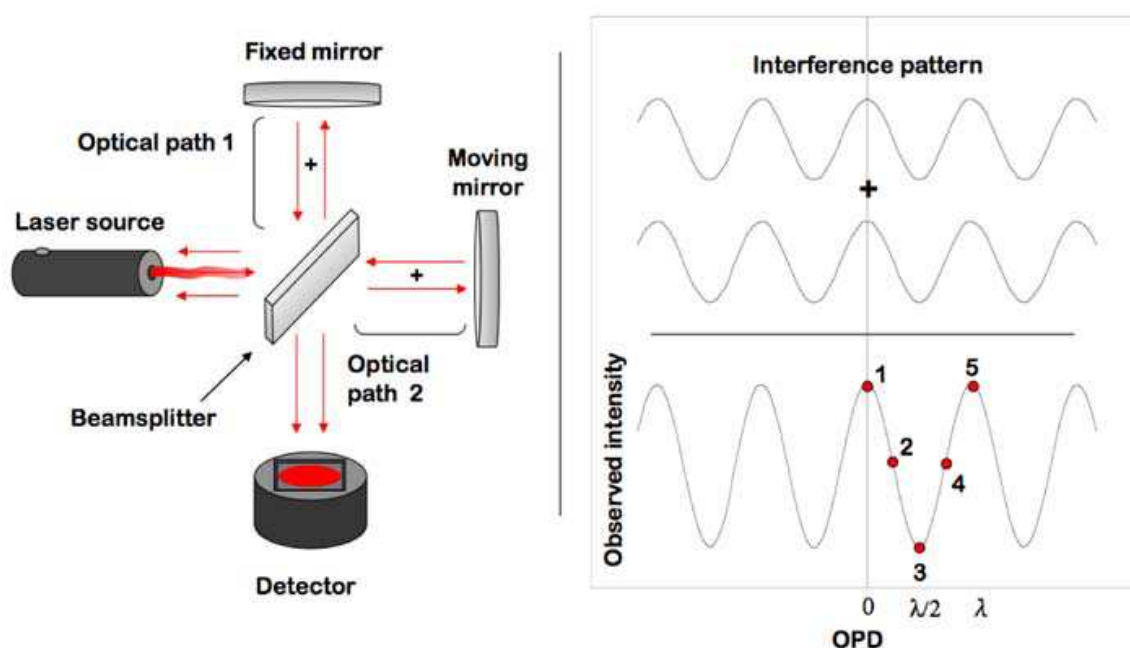 Fixed mirror
Optical path 1
+
Moving
mirror
Laser source
+
Optical
path 2
Beamsplitter
Detector
Interference pattern
+
Observed intensity
1
5
2
4
3
0
λ/2
λ
OPD